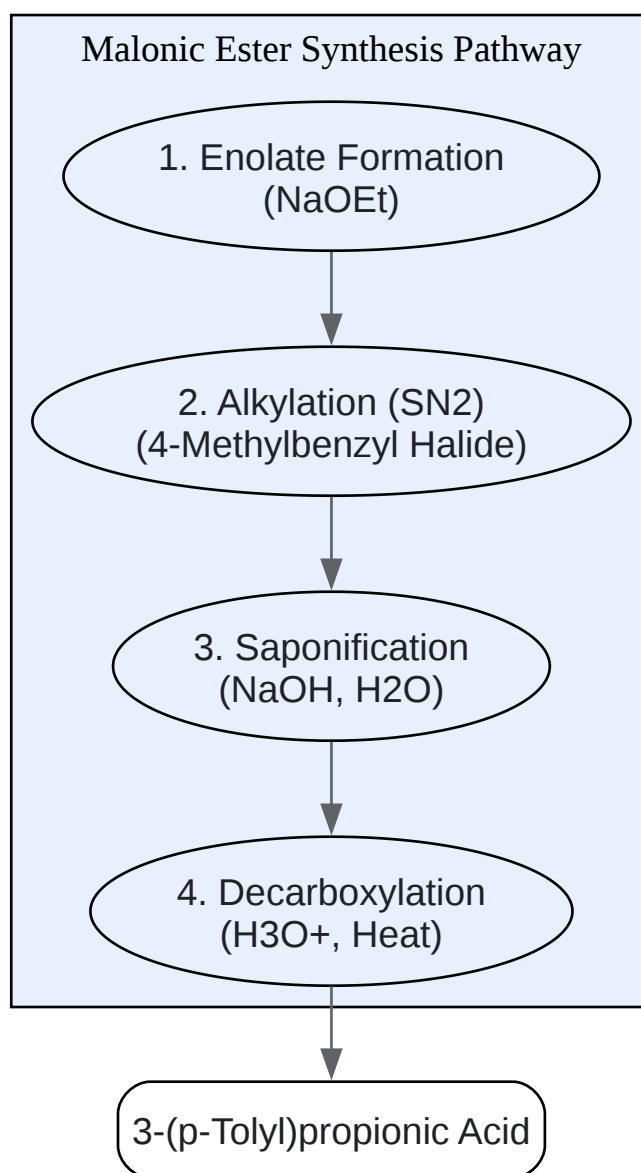 Malonic Ester Synthesis Pathway
1. Enolate Formation
(NaOEt)
2. Alkylation (SN2)
(4-Methylbenzyl Halide)
3. Saponification
(NaOH, H2O)
4. Decarboxylation
(H3O+, Heat)
3-(p-Tolyl)propionic Acid